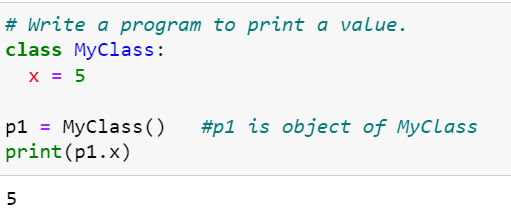 # Write a program to print a value.
class MyClass:
  x = 5

p1 = MyClass()   #p1 is object of MyClass
print(p1.x)
5